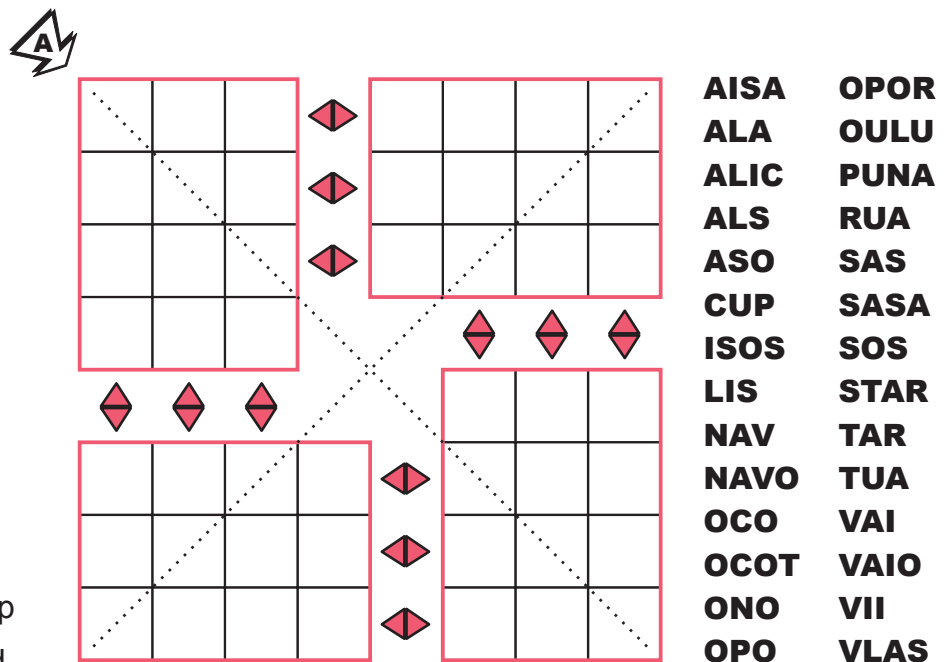 A
AISA OPOR
ALA OULU
ALIC PUNA
ALS RUA
ASO SAS
CUP SASA
ISOS SOS
LIS STAR
NAV TAR
NAVO TUA
OCO VAI
OCOT VAIO
ONO VII
OPO VLAS
p